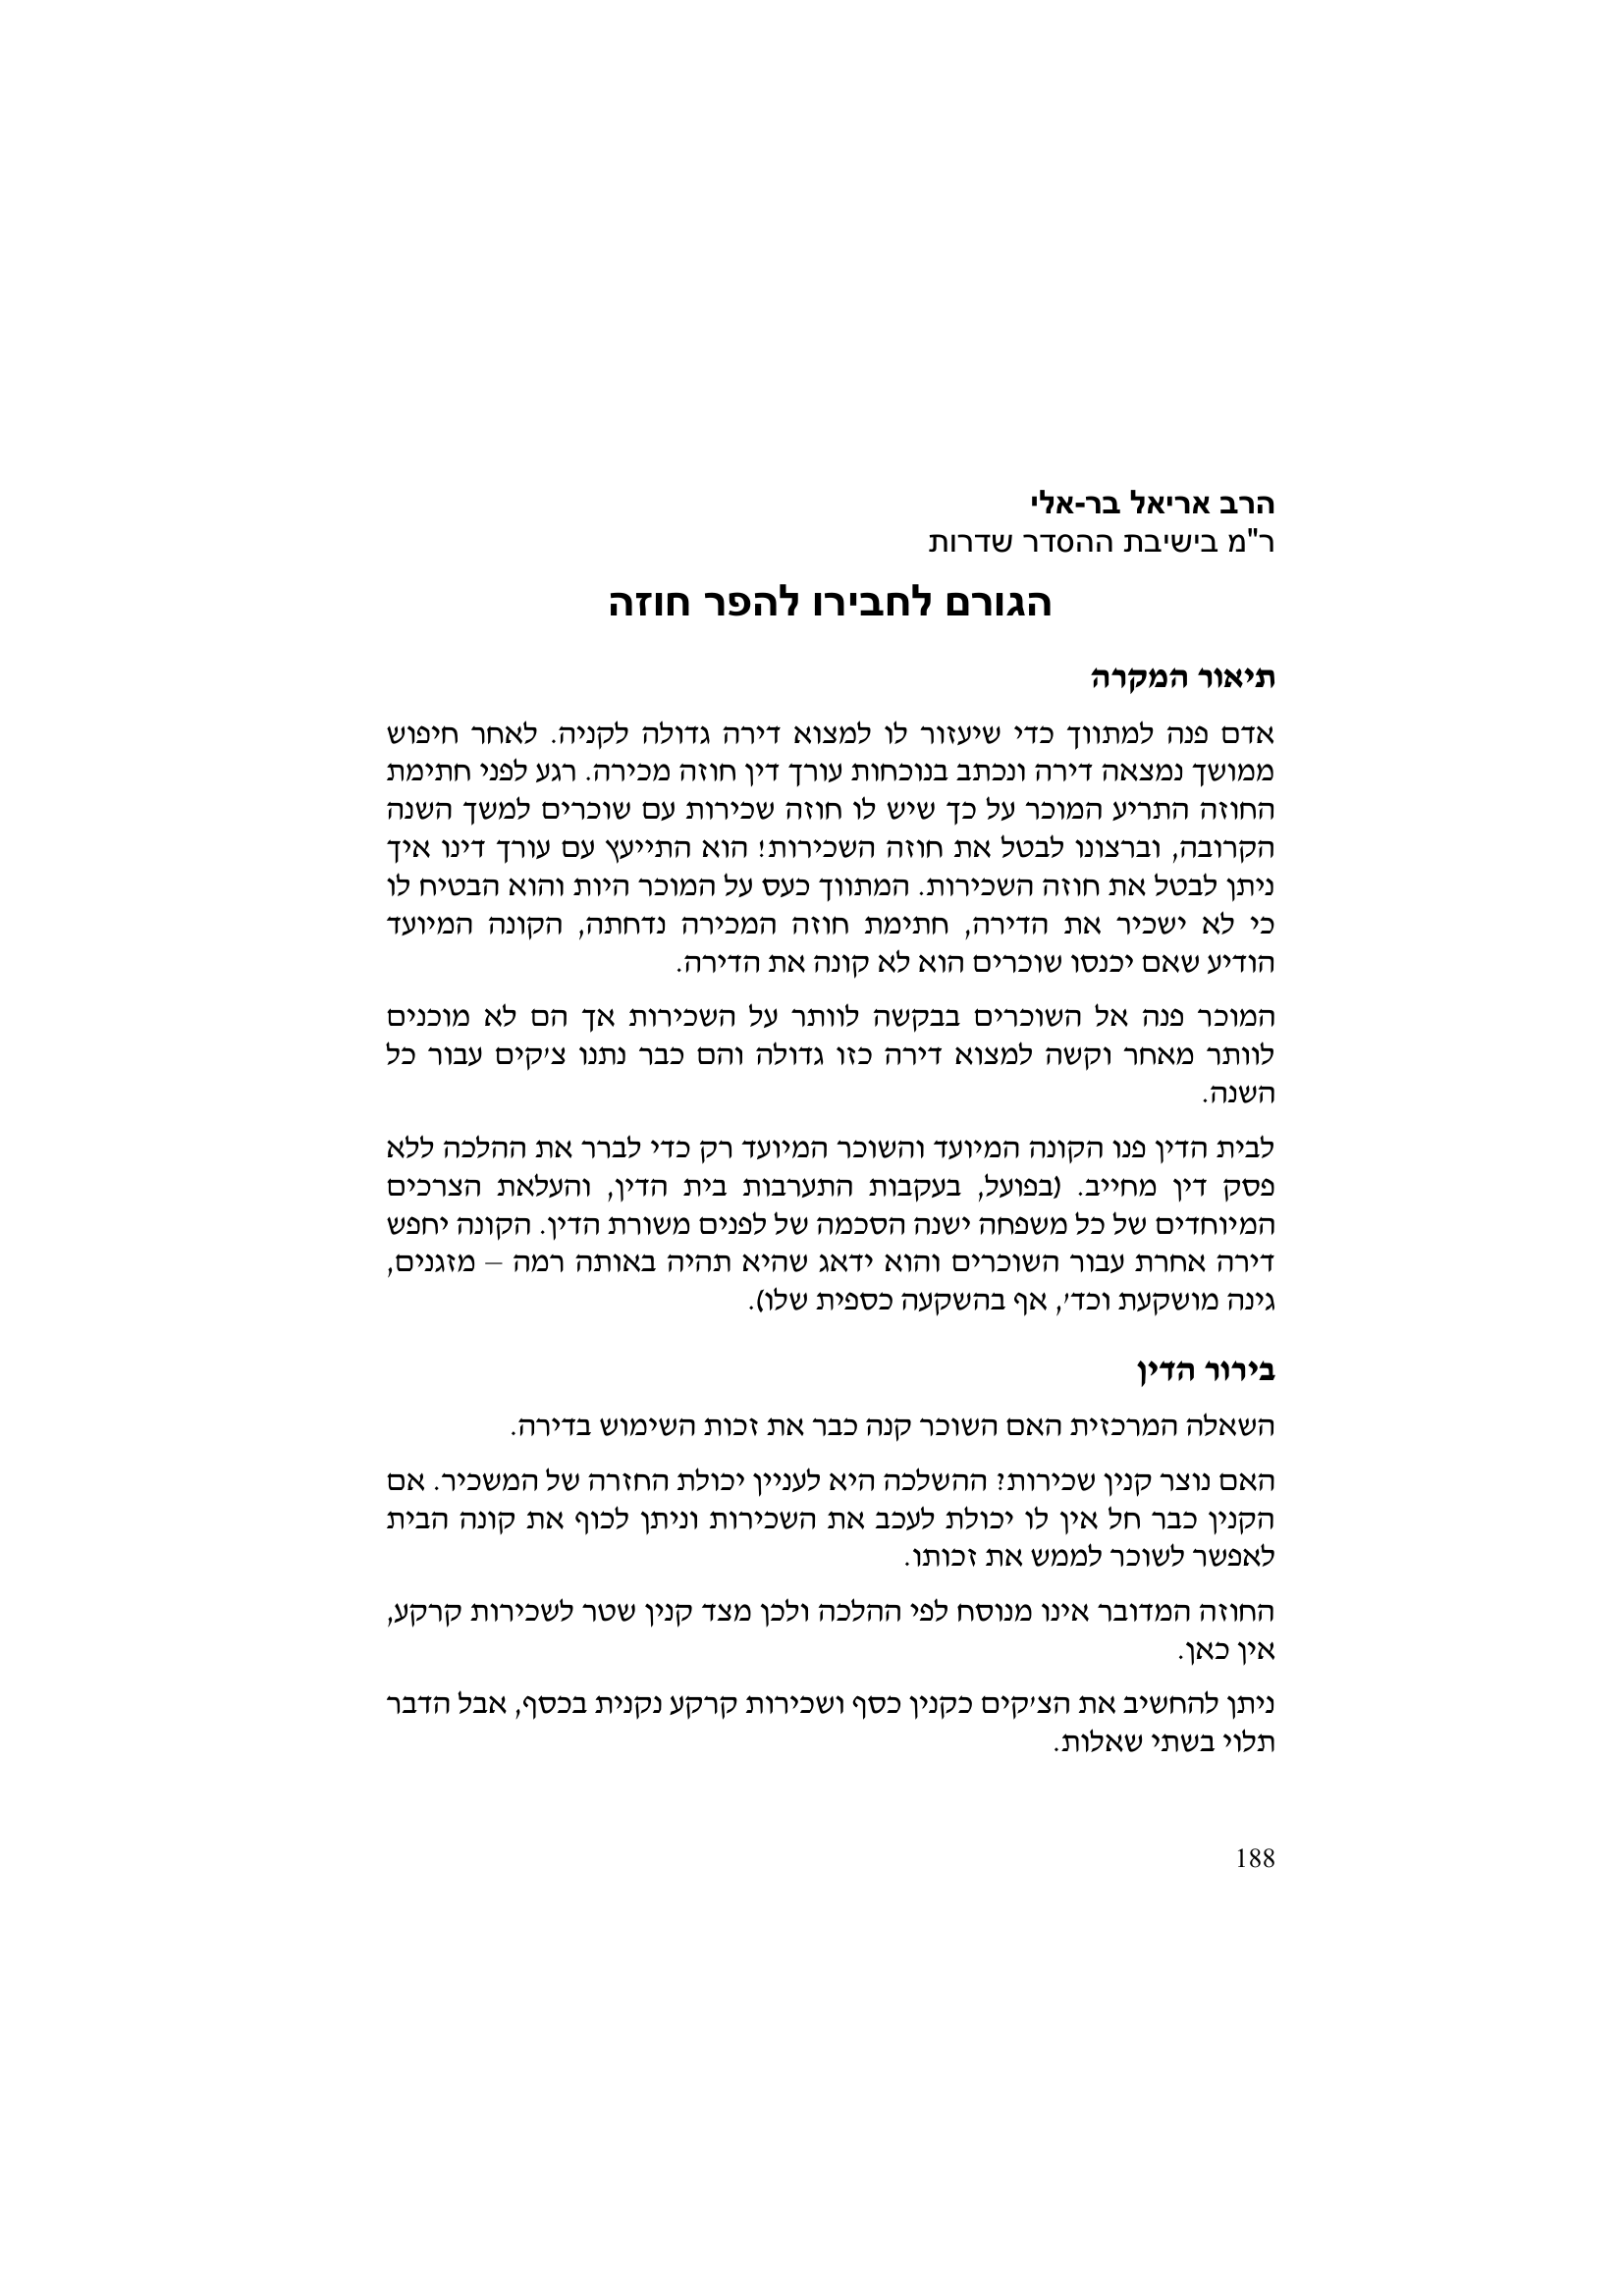 הרב אריאל בר-אלי
ר"מ בישיבת ההסדר שדרות
הגורם לחבירו להפר חוזה
תיאור המקרה
אדם פנה למתווך כדי שיעזור לו למצוא דירה גדולה לקניה. לאחר חיפוש
ממושך נמצאה דירה ונכתב בנוכחות עורך דין חוזה מכירה. רגע לפני חתימת
החוזה התריע המוכר על כך שיש לו חוזה שכירות עם שוכרים למשך השנה
הקרובה, וברצונו לבטל את חוזה השכירות! הוא התייעץ עם עורך דינו איך
ניתן לבטל את חוזה השכירות. המתווך כעס על המוכר היות והוא הבטיח לו
כי לא ישכיר את הדירה, חתימת חוזה המכירה נדחתה, הקונה המיועד
הודיע שאם יכנסו שוכרים הוא לא קונה את הדירה.
המוכר פנה אל השוכרים בבקשה לוותר על השכירות אך הם לא מוכנים
לוותר מאחר וקשה למצוא דירה כזו גדולה והם כבר נתנו צ'קים עבור כל
השנה.
לבית הדין פנו הקונה המיועד והשוכר המיועד רק כדי לברר את ההלכה ללא
פסק דין מחייב. (בפועל, בעקבות התערבות בית הדין, והעלאת הצרכים
המיוחדים של כל משפחה ישנה הסכמה של לפנים משורת הדין. הקונה יחפש
דירה אחרת עבור השוכרים והוא ידאג שהיא תהיה באותה רמה – מזגנים,
גינה מושקעת וכד', אף בהשקעה כספית שלו).
בירור הדין
השאלה המרכזית האם השוכר קנה כבר את זכות השימוש בדירה.
האם נוצר קנין שכירות? ההשלכה היא לעניין יכולת החזרה של המשכיר. אם
הקנין כבר חל אין לו יכולת לעכב את השכירות וניתן לכוף את קונה הבית
לאפשר לשוכר לממש את זכותו.
החוזה המדובר אינו מנוסח לפי ההלכה ולכן מצד קנין שטר לשכירות קרקע,
אין כאן.
ניתן להחשיב את הצ'קים כקנין כסף ושכירות קרקע נקנית בכסף, אבל הדבר
תלוי בשתי שאלות.
188